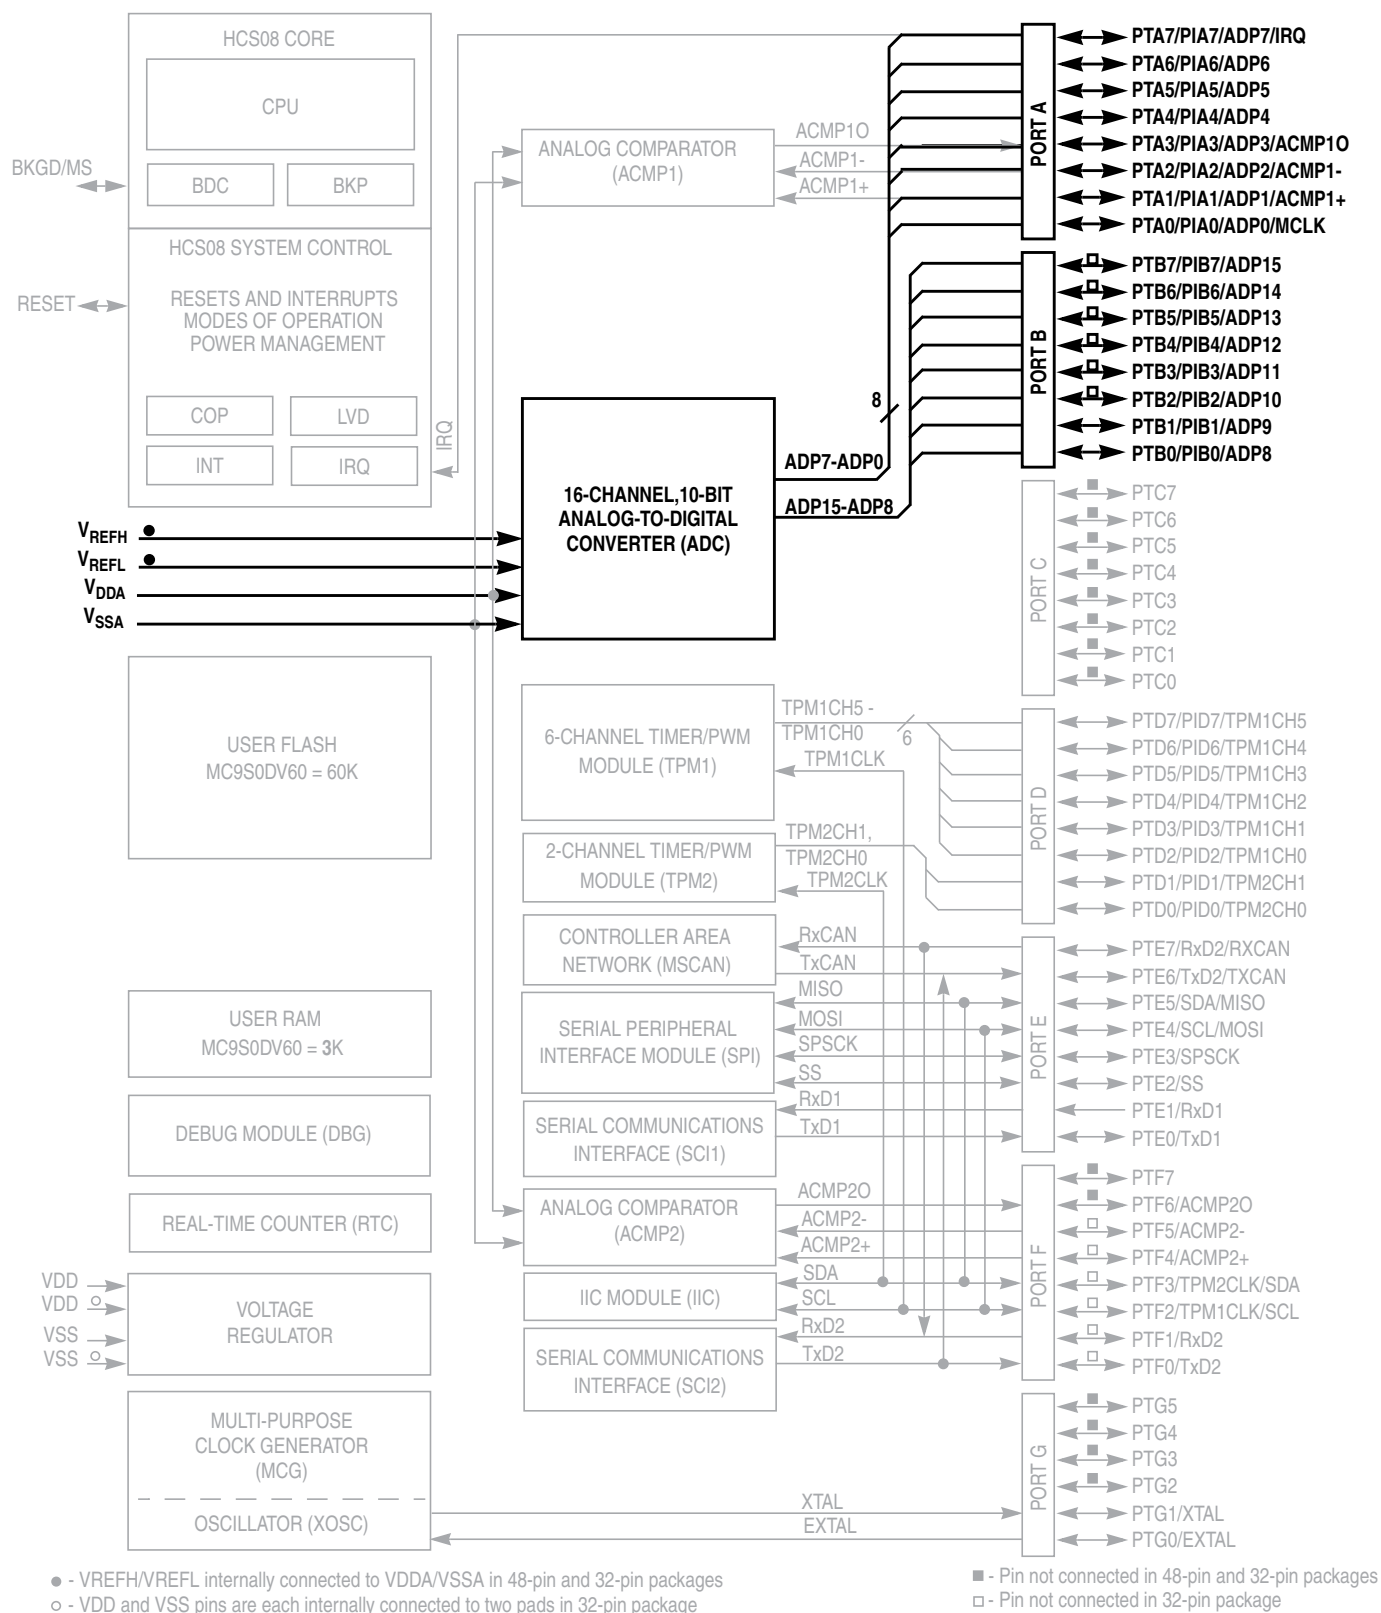 HCS08 CORE
CPU
BKGD/MS
BDC
BKP
HCS08 SYSTEM CONTROL
RESET
RESETS AND INTERRUPTS
MODES OF OPERATION
POWER MANAGEMENT
COP
LVD
INT
IRQ
IRQ
VREFH
VREFL
VDDA
VSSA
USER FLASH
MC9S0DV60 = 60K
USER RAM
MC9S0DV60 = 3K
DEBUG MODULE (DBG)
REAL-TIME COUNTER (RTC)
VDD
VDD
VSS
VSS
VOLTAGE
REGULATOR
MULTI-PURPOSE
CLOCK GENERATOR
(MCG)
OSCILLATOR (XOSC)
ANALOG COMPARATOR
(ACMP1)
ACMP1O
ACMP1-
ACMP1+
16-CHANNEL,10-BIT
ANALOG-TO-DIGITAL
CONVERTER (ADC)
8
ADP7-ADP0
ADP15-ADP8
6-CHANNEL TIMER/PWM
MODULE (TPM1)
TPM1CH5 -
TPM1CH0
6
TPM1CLK
2-CHANNEL TIMER/PWM
MODULE (TPM2)
TPM2CH1,
TPM2CH0
TPM2CLK
CONTROLLER AREA
NETWORK (MSCAN)
RxCAN
TxCAN
SERIAL PERIPHERAL
INTERFACE MODULE (SPI)
MISO
MOSI
SPSCK
SS
SERIAL COMMUNICATIONS
INTERFACE (SCI1)
RxD1
TxD1
ANALOG COMPARATOR
(ACMP2)
ACMP2O
ACMP2-
ACMP2+
IIC MODULE (IIC)
SDA
SCL
SERIAL COMMUNICATIONS
INTERFACE (SCI2)
RxD2
TxD2
XTAL
EXTAL
PORT A
PTA7/PIA7/ADP7/IRQ
PTA6/PIA6/ADP6
PTA5/PIA5/ADP5
PTA4/PIA4/ADP4
PTA3/PIA3/ADP3/ACMP1O
PTA2/PIA2/ADP2/ACMP1-
PTA1/PIA1/ADP1/ACMP1+
PTA0/PIA0/ADP0/MCLK
PORT B
PTB7/PIB7/ADP15
PTB6/PIB6/ADP14
PTB5/PIB5/ADP13
PTB4/PIB4/ADP12
PTB3/PIB3/ADP11
PTB2/PIB2/ADP10
PTB1/PIB1/ADP9
PTB0/PIB0/ADP8
PORT C
PTC7
PTC6
PTC5
PTC4
PTC3
PTC2
PTC1
PTC0
PORT D
PTD7/PID7/TPM1CH5
PTD6/PID6/TPM1CH4
PTD5/PID5/TPM1CH3
PTD4/PID4/TPM1CH2
PTD3/PID3/TPM1CH1
PTD2/PID2/TPM1CH0
PTD1/PID1/TPM2CH1
PTD0/PID0/TPM2CH0
PORT E
PTE7/RxD2/RXCAN
PTE6/TxD2/TXCAN
PTE5/SDA/MISO
PTE4/SCL/MOSI
PTE3/SPSCK
PTE2/SS
PTE1/RxD1
PTE0/TxD1
PORT F
PTF7
PTF6/ACMP2O
PTF5/ACMP2-
PTF4/ACMP2+
PTF3/TPM2CLK/SDA
PTF2/TPM1CLK/SCL
PTF1/RxD2
PTF0/TxD2
PORT G
PTG5
PTG4
PTG3
PTG2
PTG1/XTAL
PTG0/EXTAL
● - VREFH/VREFL internally connected to VDDA/VSSA in 48-pin and 32-pin packages
○ - VDD and VSS pins are each internally connected to two pads in 32-pin package
■ - Pin not connected in 48-pin and 32-pin packages
□ - Pin not connected in 32-pin package